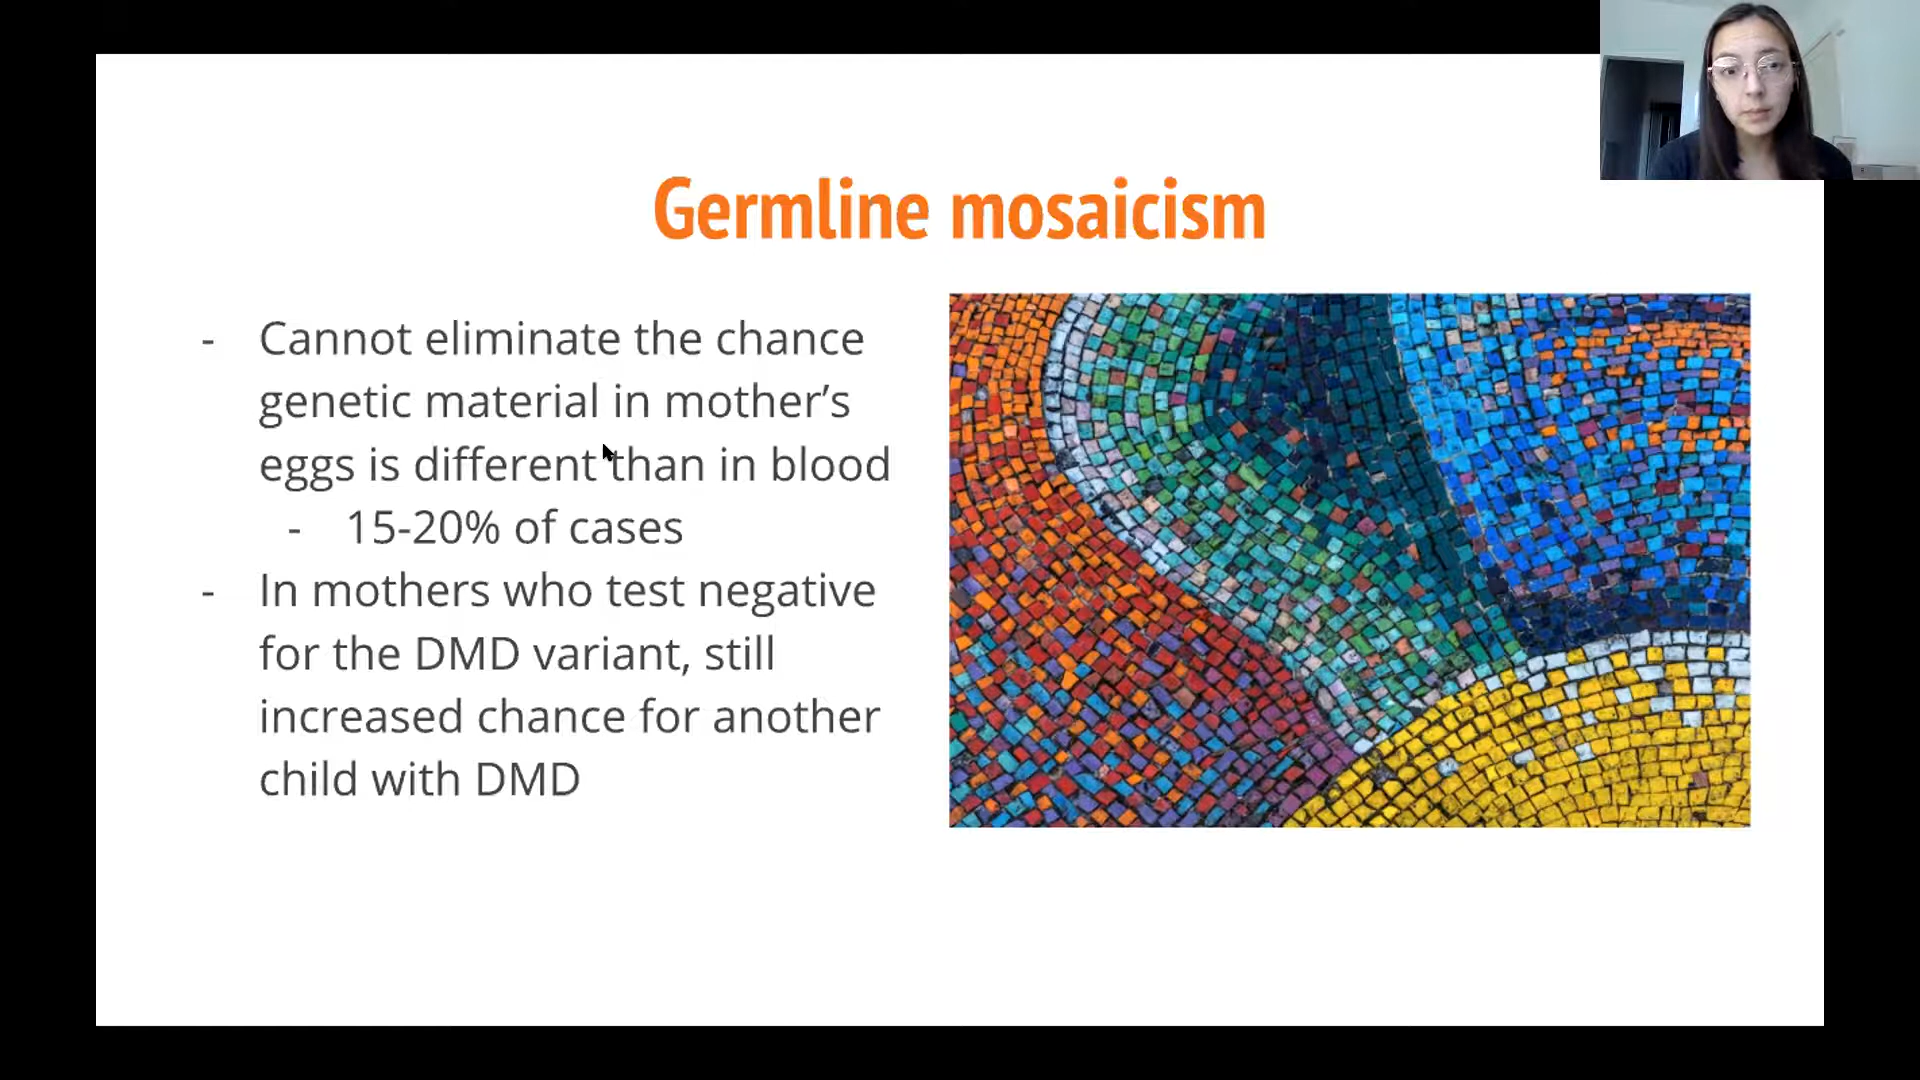 Germline mosaicism
- Cannot eliminate the chance
genetic material in mother’s
eggs is different than in blood
- 15-20% of cases
- In mothers who test negative
for the DMD variant, still
increased chance for another
child with DMD